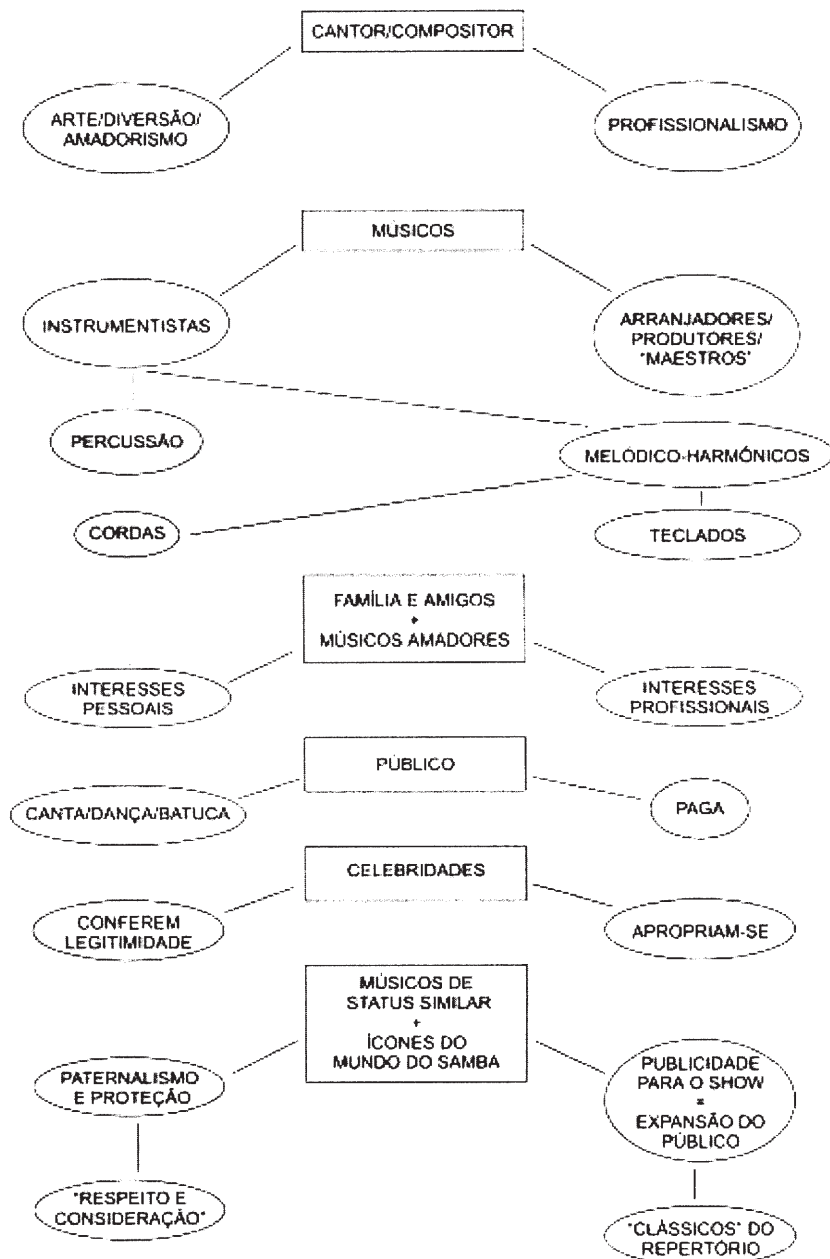 CANTOR/COMPOSITOR
ARTE/DIVERSÃO/
AMADORISMO
PROFISSIONALISMO
MÚSICOS
INSTRUMENTISTAS
ARRANJADORES/
PRODUTORES/
"MAESTROS"
PERCUSSÃO
MELÓDICO-HARMÔNICOS
CORDAS
TECLADOS
FAMÍLIA E AMIGOS
+
MÚSICOS AMADORES
INTERESSES
PESSOAIS
INTERESSES
PROFISSIONAIS
PÚBLICO
CANTA/DANÇA/BATUCA
PAGA
CELEBRIDADES
CONFEREM
LEGITIMIDADE
APROPRIAM-SE
MÚSICOS DE
STATUS SIMILAR
+
ÍCONES DO
MUNDO DO SAMBA
PATERNALISMO
E PROTEÇÃO
PUBLICIDADE
PARA O SHOW
=
EXPANSÃO DO
PÚBLICO
"RESPEITO E
CONSIDERAÇÃO"
"CLÁSSICOS" DO
REPERTÓRIO